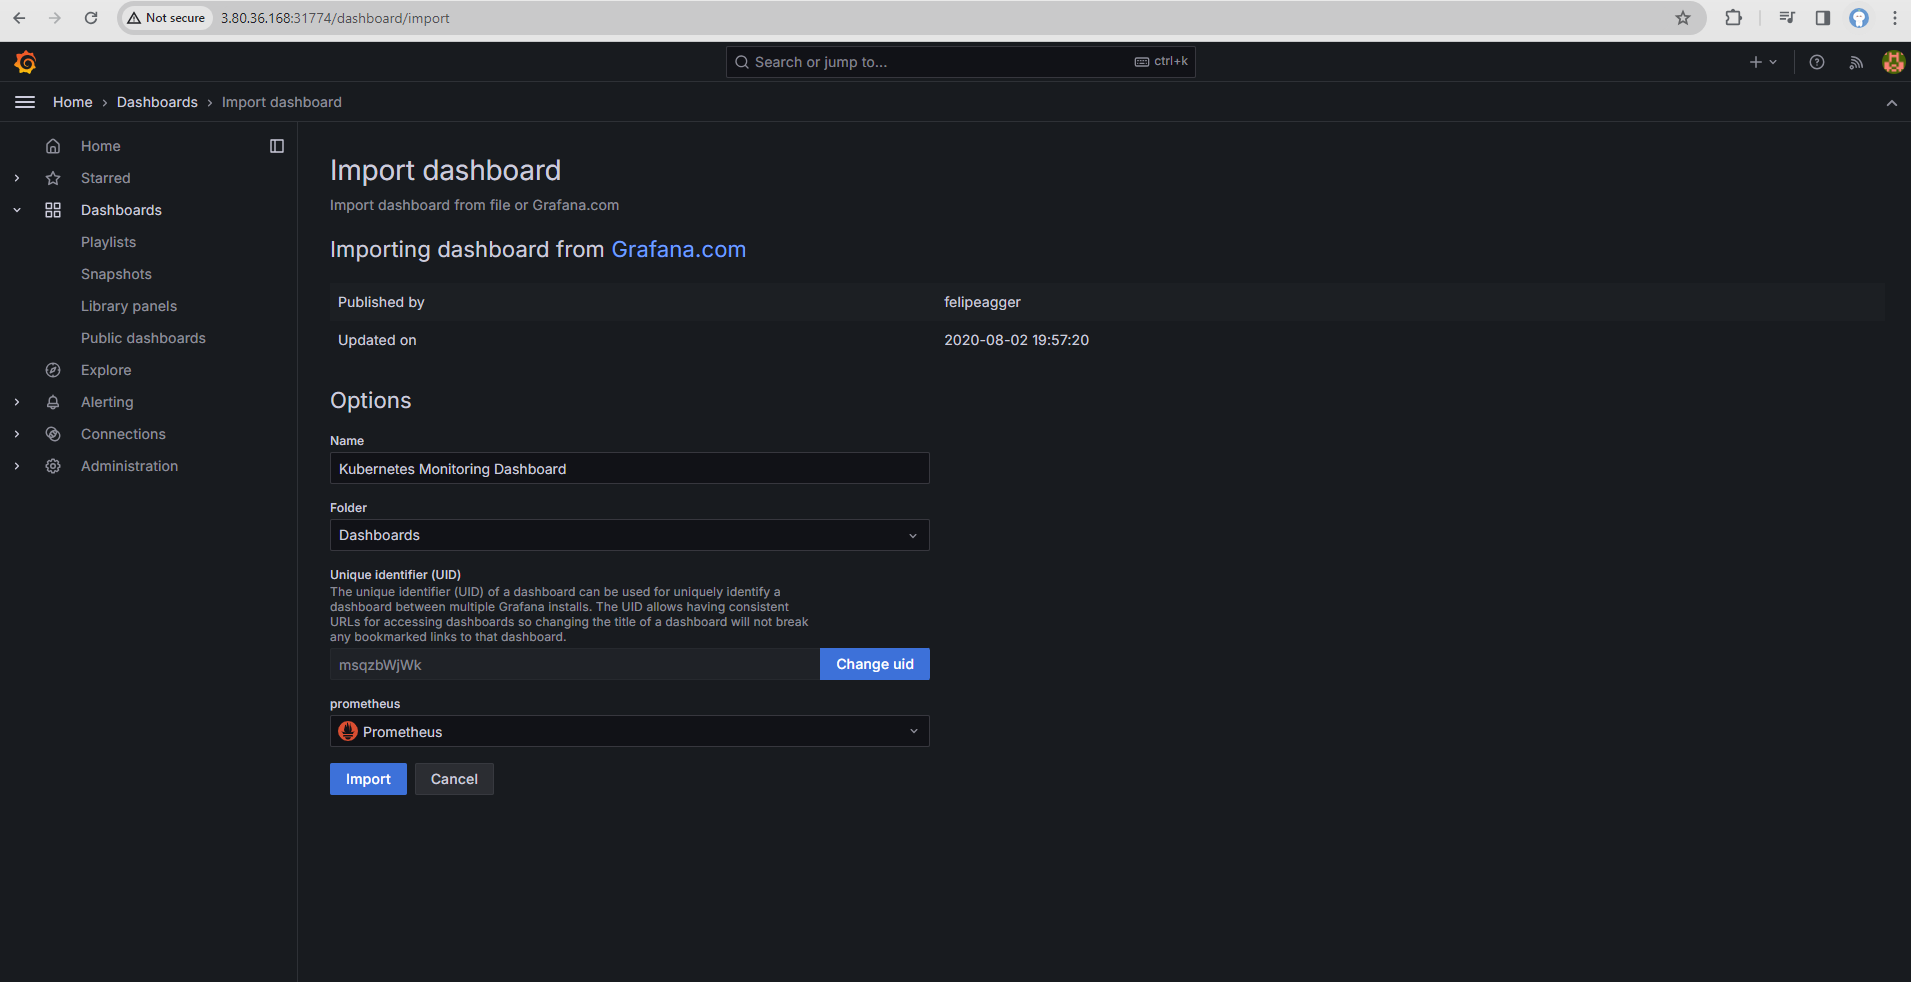 Not secure 3.80.36.168:31774/dashboard/import
Search or jump to... ctrl+k
Home › Dashboards › Import dashboard
Home
Starred
Dashboards
Playlists
Snapshots
Library panels
Public dashboards
Explore
Alerting
Connections
Administration
Import dashboard
Import dashboard from file or Grafana.com
Importing dashboard from Grafana.com
Published by felipeagger
Updated on 2020-08-02 19:57:20
Options
Name
Kubernetes Monitoring Dashboard
Folder
Dashboards
Unique identifier (UID)
The unique identifier (UID) of a dashboard can be used for uniquely identify a
dashboard between multiple Grafana installs. The UID allows having consistent
URLs for accessing dashboards so changing the title of a dashboard will not break
any bookmarked links to that dashboard.
msqzbWjWk Change uid
prometheus
Prometheus
Import Cancel